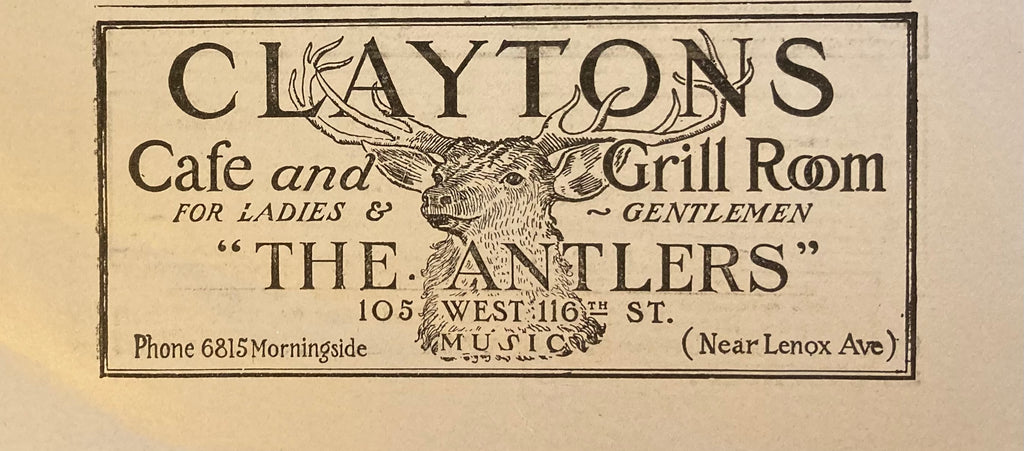 CLAYTONS
Cafe and Grill Room
FOR LADIES & ~ GENTLEMEN
"THE ANTLERS"
105 WEST 116TH ST.
MUSIC
Phone 6815 Morningside
(Near Lenox Ave)